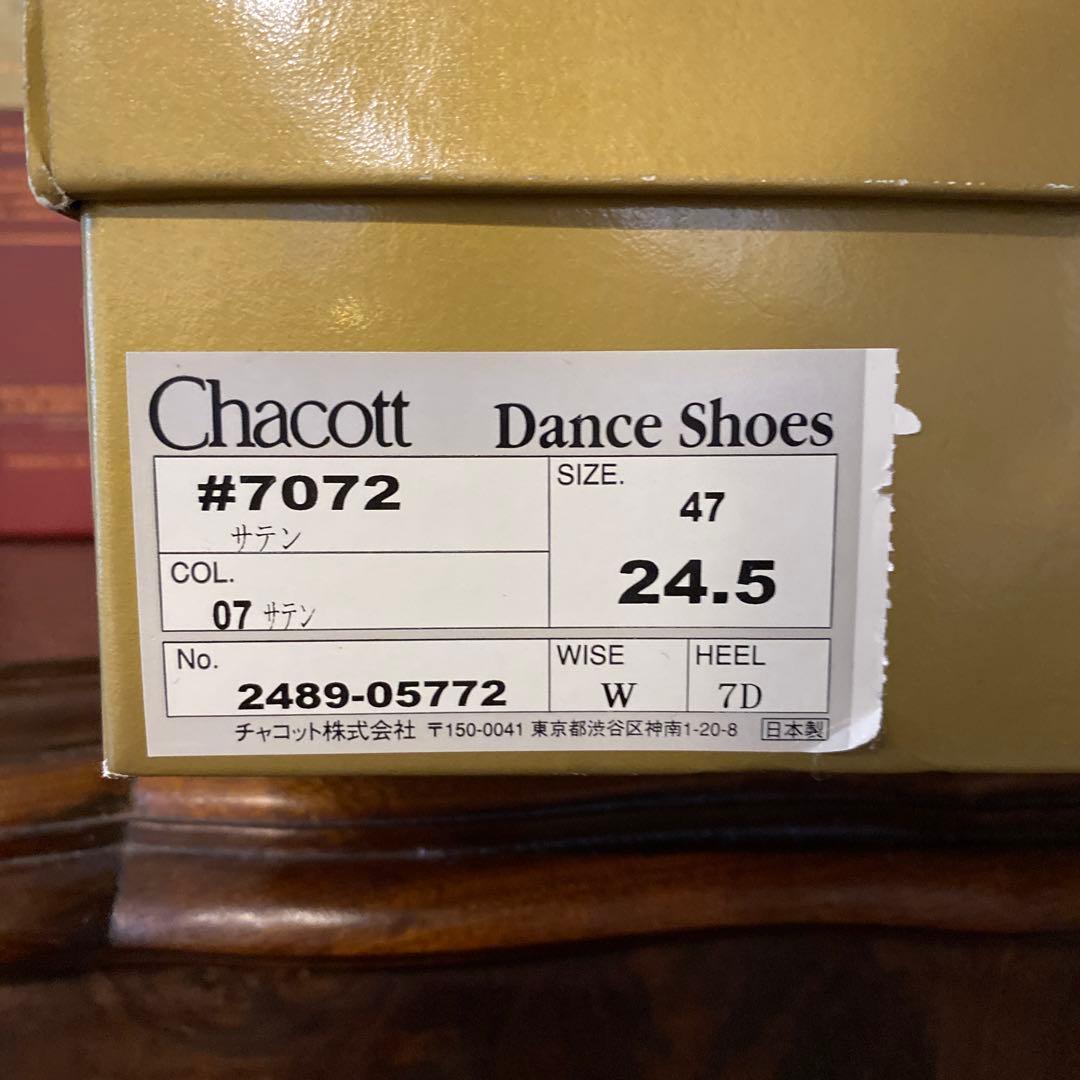 Chacott Dance Shoes
#7072
サテン
SIZE.
47
24.5
COL.
07 サテン
No.
2489-05772
WISE
W
HEEL
7D
チャコット株式会社 〒150-0041 東京都渋谷区神南1-20-8 日本製